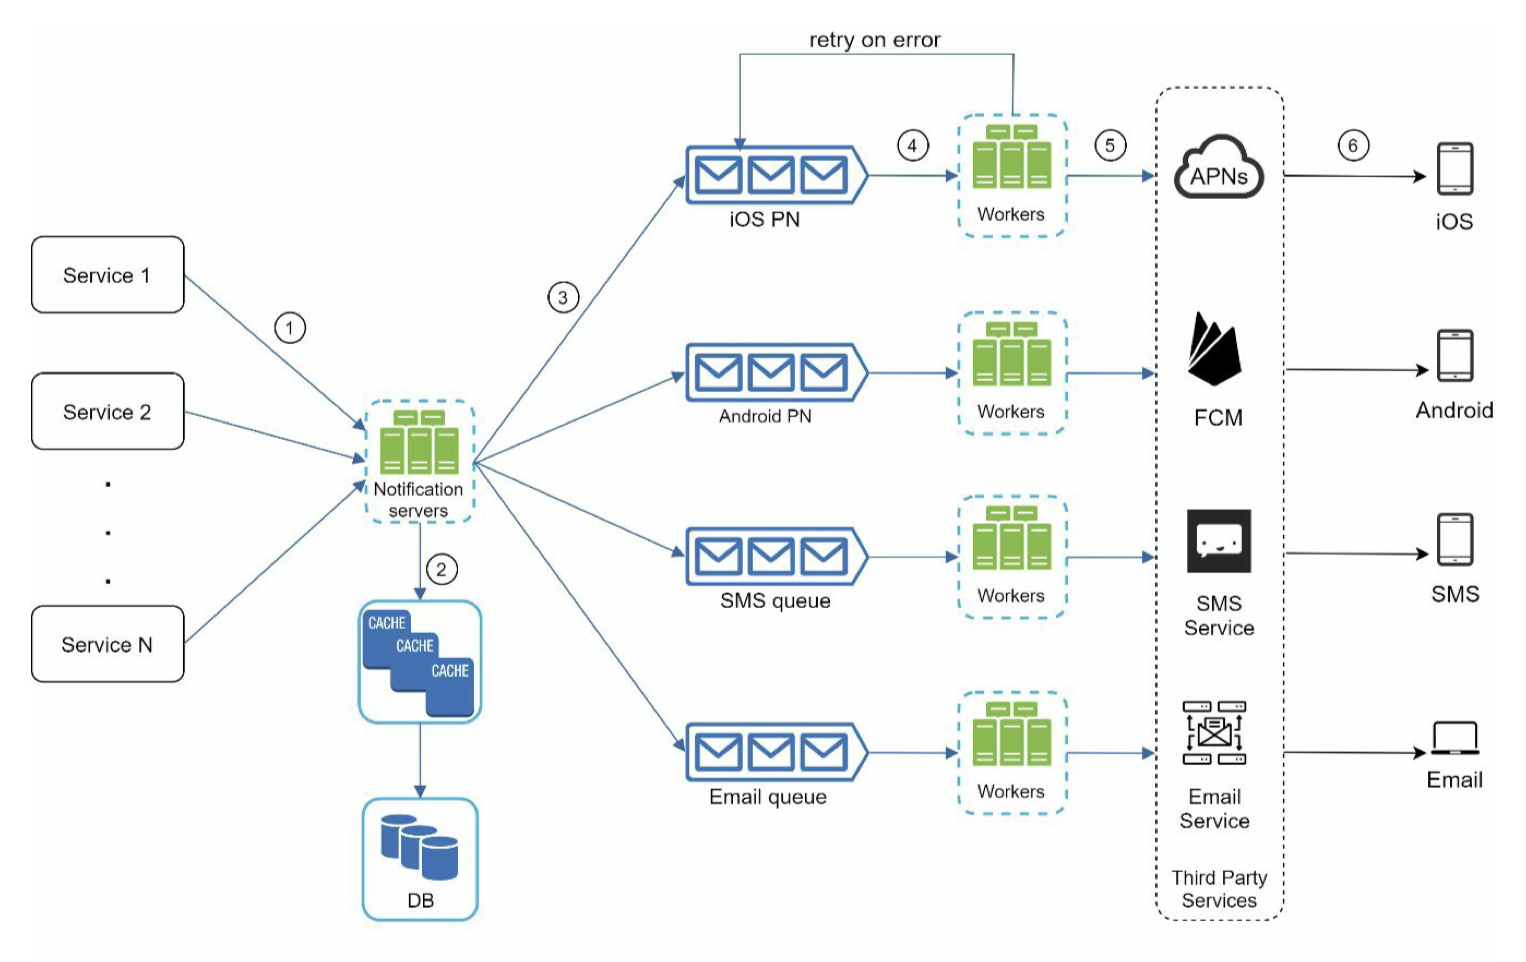 retry on error
4
5
6
APNs
iOS PN
Workers
iOS
Service 1
3
1
Service 2
Android PN
Workers
FCM
Android
.
.
.
Notification
servers
2
SMS queue
Workers
SMS
Service
SMS
Service N
CACHE
CACHE
CACHE
Email queue
Workers
Email
Service
Email
DB
Third Party
Services